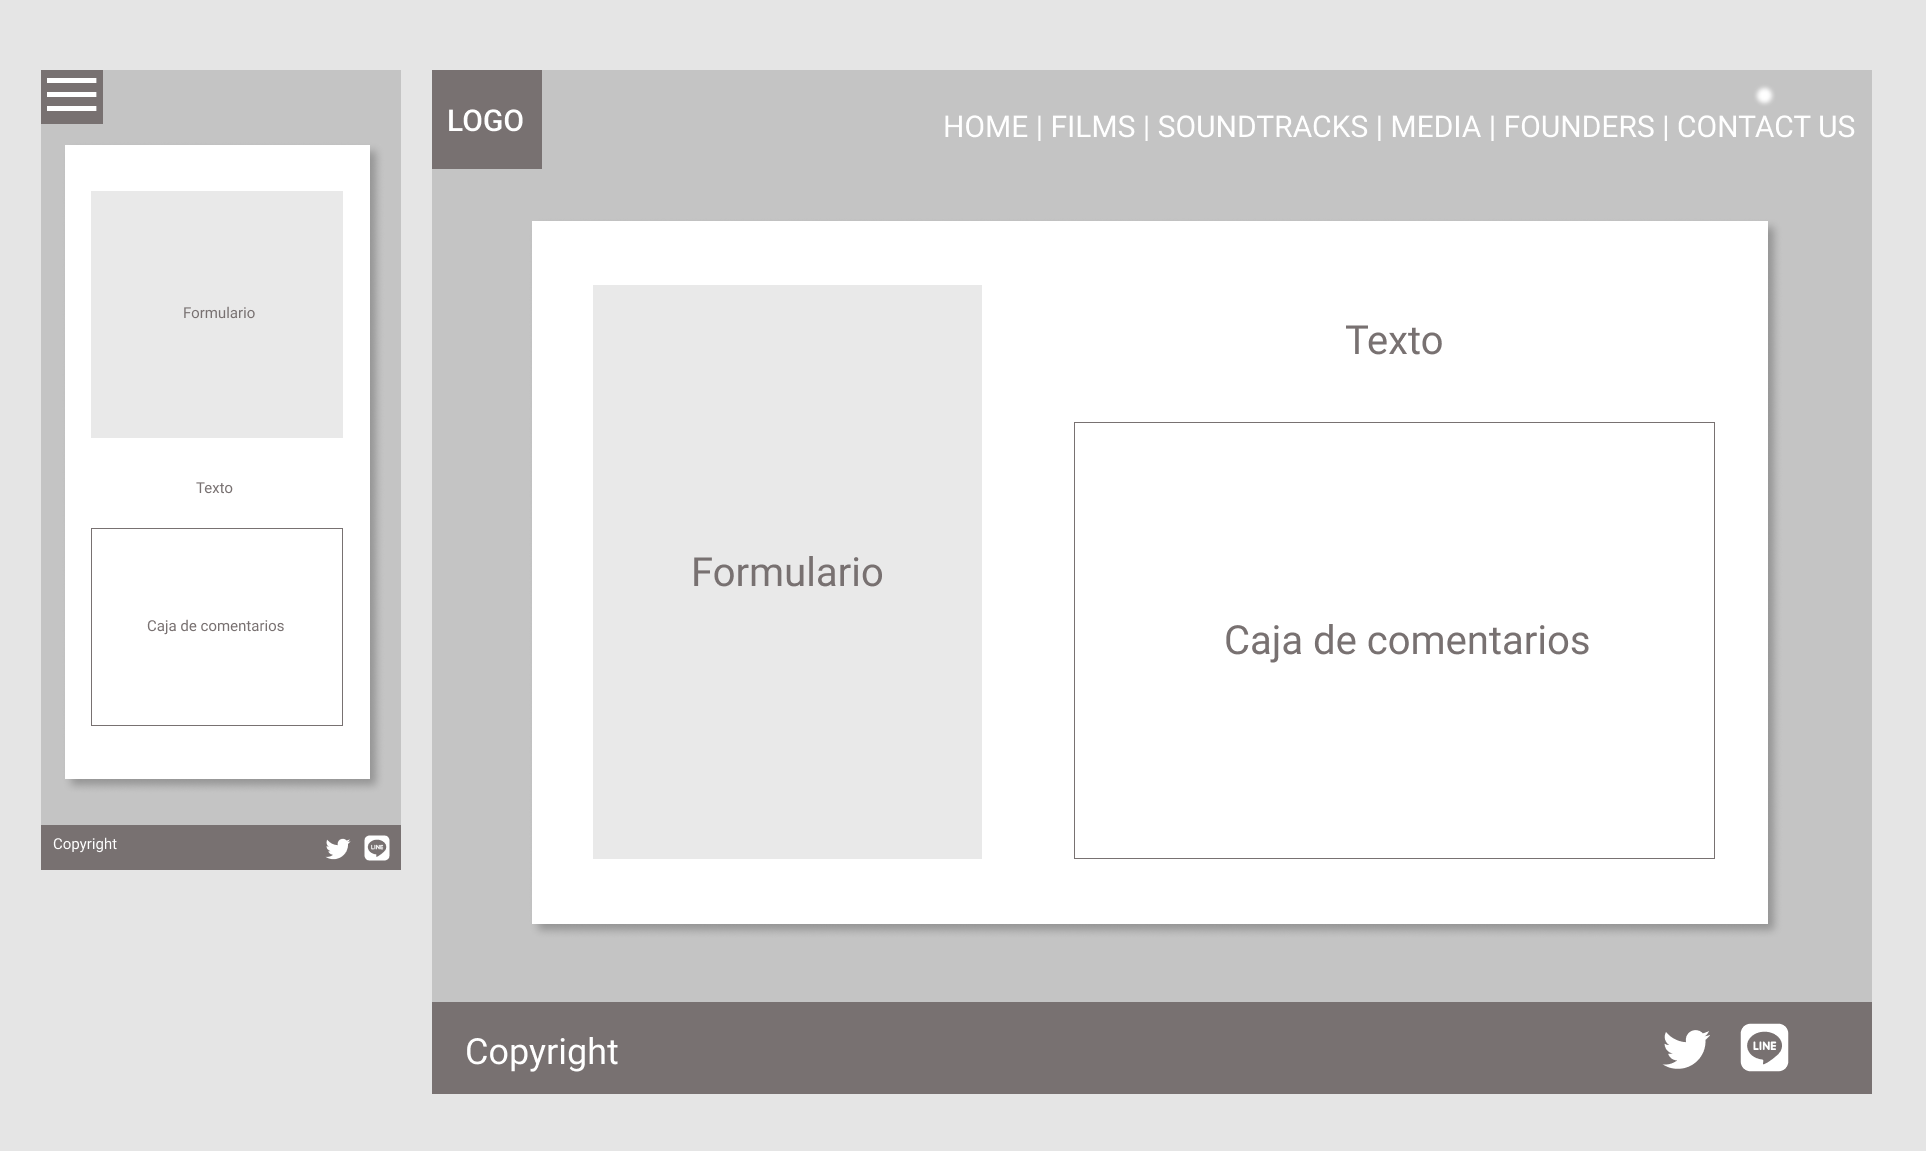 Formulario
Texto
Caja de comentarios
Copyright
LINE
LOGO
HOME | FILMS | SOUNDTRACKS | MEDIA | FOUNDERS | CONTACT US
Formulario
Texto
Caja de comentarios
Copyright
LINE